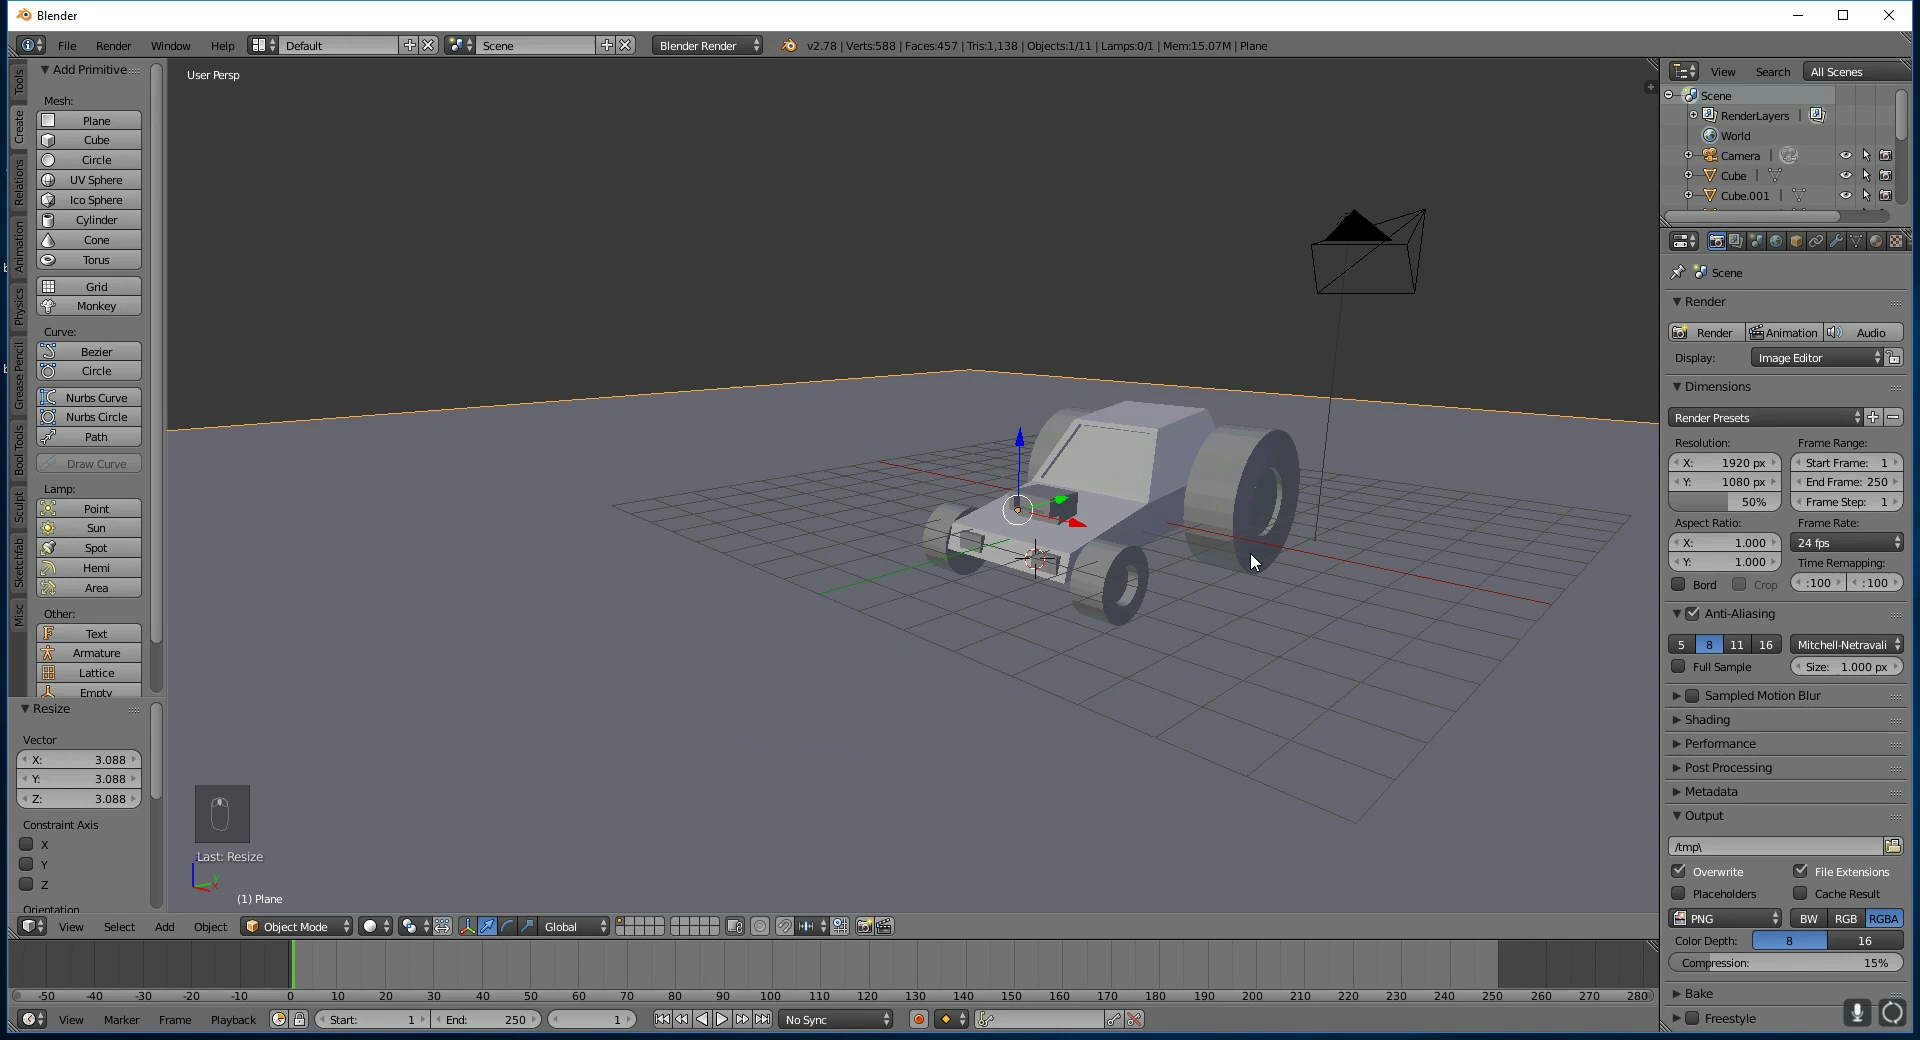 Blender
File Render Window Help Default Scene Blender Render v2.78 | Verts:588 | Faces:457 | Tris:1,138 | Objects:1/11 | Lamps:0/1 | Mem:15.07M | Plane
Tools
Create
Relations
Animation
Physics
Grease Pencil
Bool Tools
Sculpt
Sketchfab
Misc
Add Primitive
Mesh:
Plane
Cube
Circle
UV Sphere
Ico Sphere
Cylinder
Cone
Torus
Grid
Monkey
Curve:
Bezier
Circle
Nurbs Curve
Nurbs Circle
Path
Draw Curve
Lamp:
Point
Sun
Spot
Hemi
Area
Other:
Text
Armature
Lattice
Empty
Resize
Vector
X: 3.088
Y: 3.088
Z: 3.088
Constraint Axis
X
Y
Z
Orientation
User Persp
Last: Resize
(1) Plane
View Select Add Object Object Mode Global
View Search All Scenes
Scene
RenderLayers
World
Camera
Cube
Cube.001
Scene
Render
Render Animation Audio
Display: Image Editor
Dimensions
Render Presets
Resolution: Frame Range:
X: 1920 px Start Frame: 1
Y: 1080 px End Frame: 250
50% Frame Step: 1
Aspect Ratio: Frame Rate:
X: 1.000 24 fps
Y: 1.000 Time Remapping:
Bord Crop :100 :100
Anti-Aliasing
5 8 11 16 Mitchell-Netravali
Full Sample Size: 1.000 px
Sampled Motion Blur
Shading
Performance
Post Processing
Metadata
Output
/tmp\
Overwrite File Extensions
Placeholders Cache Result
PNG BW RGB RGBA
Color Depth: 8 16
Compression: 15%
Bake
Freestyle
-50 -40 -30 -20 -10 0 10 20 30 40 50 60 70 80 90 100 110 120 130 140 150 160 170 180 190 200 210 220 230 240 250 260 270 280
View Marker Frame Playback Start: 1 End: 250 1 No Sync